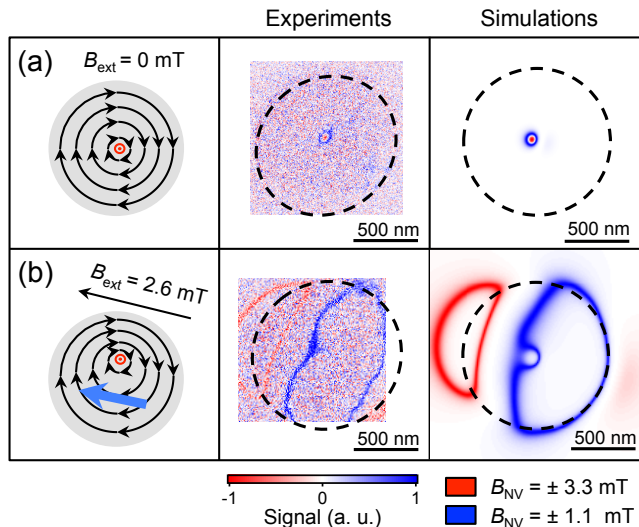 Experiments
Simulations
(a)
B_ext = 0 mT
500 nm
500 nm
(b)
B_ext = 2.6 mT
500 nm
500 nm
-1 0 1
Signal (a. u.)
B_NV = ± 3.3 mT
B_NV = ± 1.1 mT